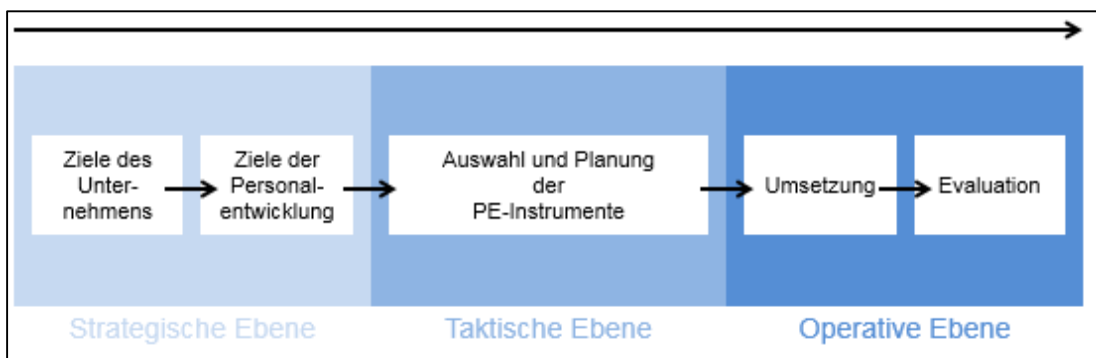 Ziele des
Unter-
nehmens
Ziele der
Personal-
entwicklung
Auswahl und Planung
der
PE-Instrumente
Umsetzung
Evaluation
Strategische Ebene
Taktische Ebene
Operative Ebene